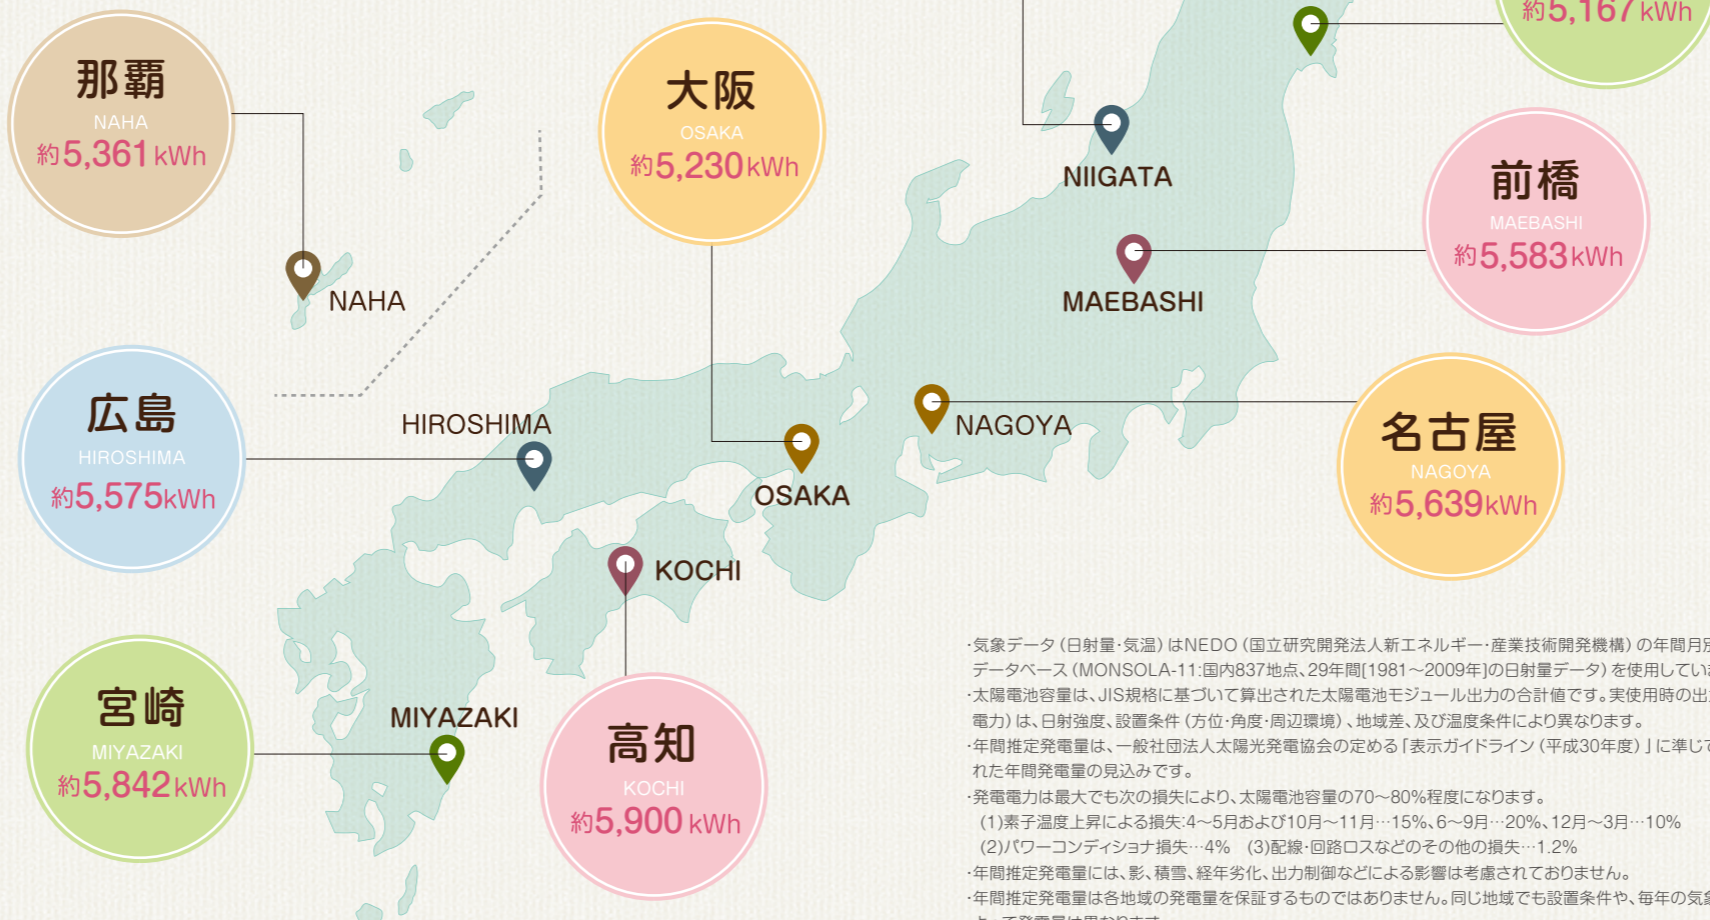 約5,167kWh
那覇
NAHA
約5,361kWh
大阪
OSAKA
約5,230kWh
NIIGATA
前橋
MAEBASHI
約5,583kWh
NAHA
MAEBASHI
広島
HIROSHIMA
約5,575kWh
HIROSHIMA
NAGOYA
名古屋
NAGOYA
約5,639kWh
OSAKA
KOCHI
宮崎
MIYAZAKI
約5,842kWh
MIYAZAKI
高知
KOCHI
約5,900kWh
・気象データ(日射量・気温)はNEDO(国立研究開発法人新エネルギー・産業技術開発機構)の年間月別
データベース(MONSOLA-11:国内837地点、29年間[1981～2009年]の日射量データ)を使用していま
・太陽電池容量は、JIS規格に基づいて算出された太陽電池モジュール出力の合計値です。実使用時の出
電力)は、日射強度、設置条件(方位・角度・周辺環境)、地域差、及び温度条件により異なります。
・年間推定発電量は、一般社団法人太陽光発電協会の定める「表示ガイドライン(平成30年度)」に準じて
れた年間発電量の見込みです。
・発電電力は最大でも次の損失により、太陽電池容量の70～80%程度になります。
(1)素子温度上昇による損失:4～5月および10月～11月…15%、6～9月…20%、12月～3月…10%
(2)パワーコンディショナ損失…4% (3)配線・回路ロスなどのその他の損失…1.2%
・年間推定発電量には、影、積雪、経年劣化、出力制御などによる影響は考慮されておりません。
・年間推定発電量は各地域の発電量を保証するものではありません。同じ地域でも設置条件や、毎年の気象